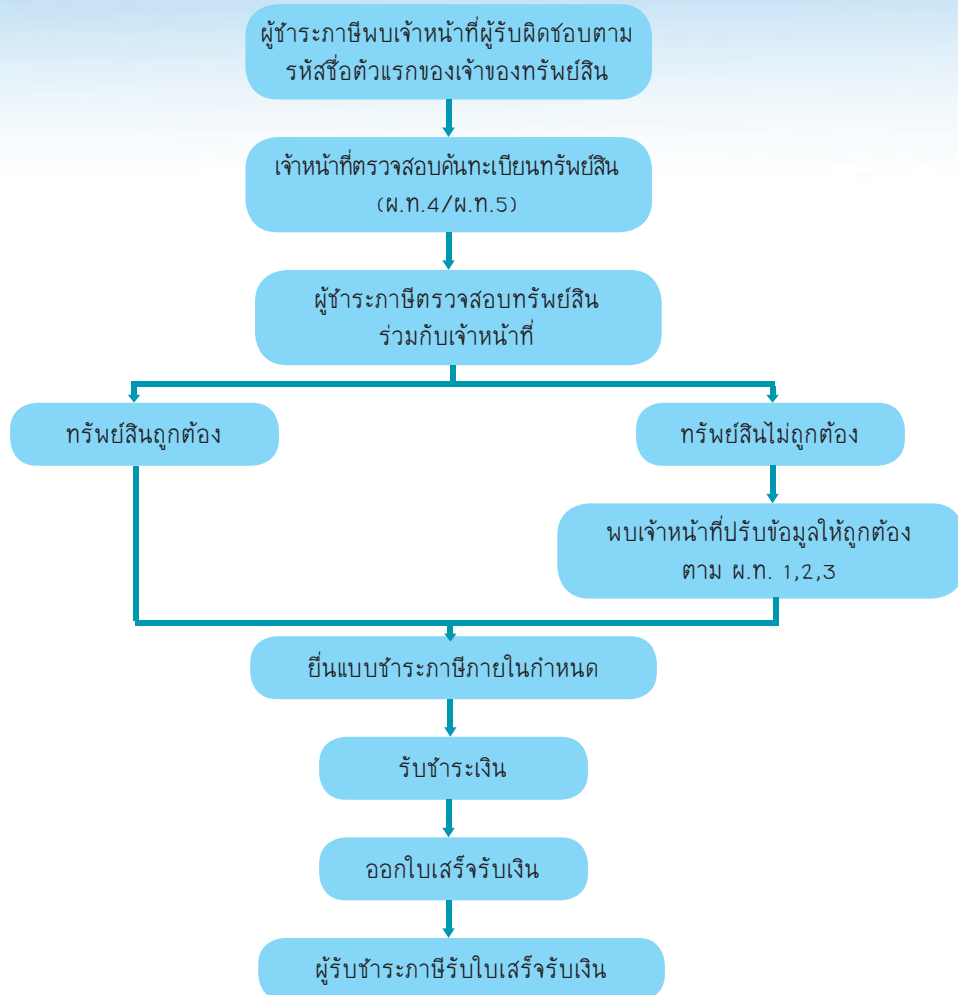 ผู้ชำระภาษีพบเจ้าหน้าที่ผู้รับผิดชอบตาม
รหัสชื่อตัวแรกของเจ้าของทรัพย์สิน
เจ้าหน้าที่ตรวจสอบค้นทะเบียนทรัพย์สิน
(ผ.ท.4/ผ.ท.5)
ผู้ชำระภาษีตรวจสอบทรัพย์สิน
ร่วมกับเจ้าหน้าที่
ทรัพย์สินถูกต้อง
ทรัพย์สินไม่ถูกต้อง
พบเจ้าหน้าที่ปรับข้อมูลให้ถูกต้อง
ตาม ผ.ท. 1,2,3
ยื่นแบบชำระภาษีภายในกำหนด
รับชำระเงิน
ออกใบเสร็จรับเงิน
ผู้รับชำระภาษีรับใบเสร็จรับเงิน